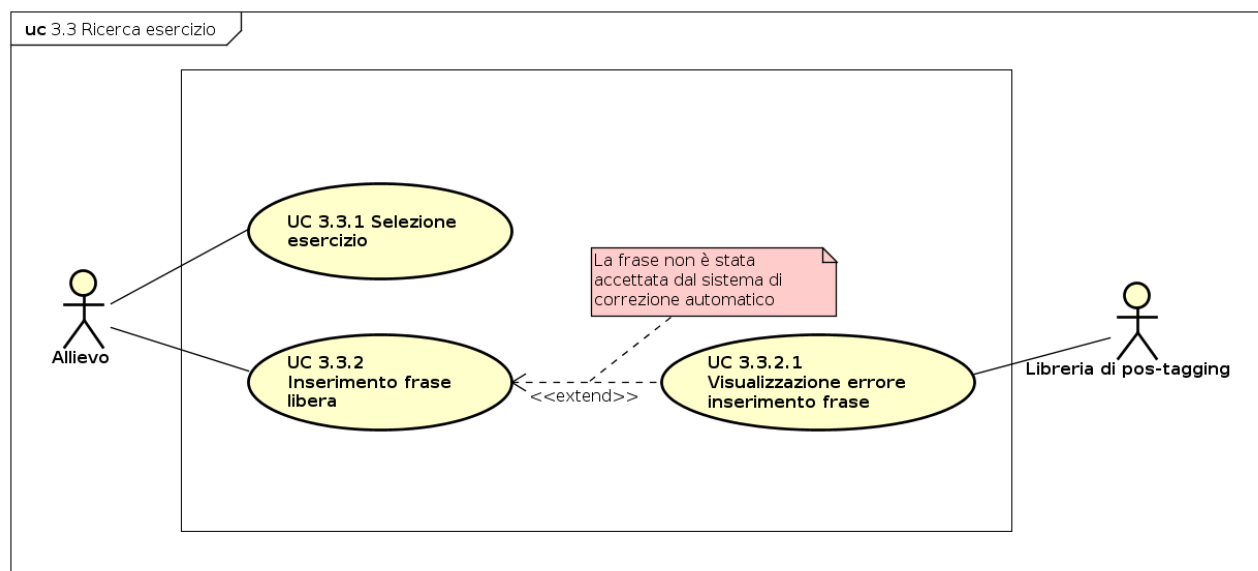 uc 3.3 Ricerca esercizio
UC 3.3.1 Selezione
esercizio
La frase non è stata
accettata dal sistema di
correzione automatico
Allievo
UC 3.3.2
Inserimento frase
libera
<<extend>>
UC 3.3.2.1
Visualizzazione errore
inserimento frase
Libreria di pos-tagging